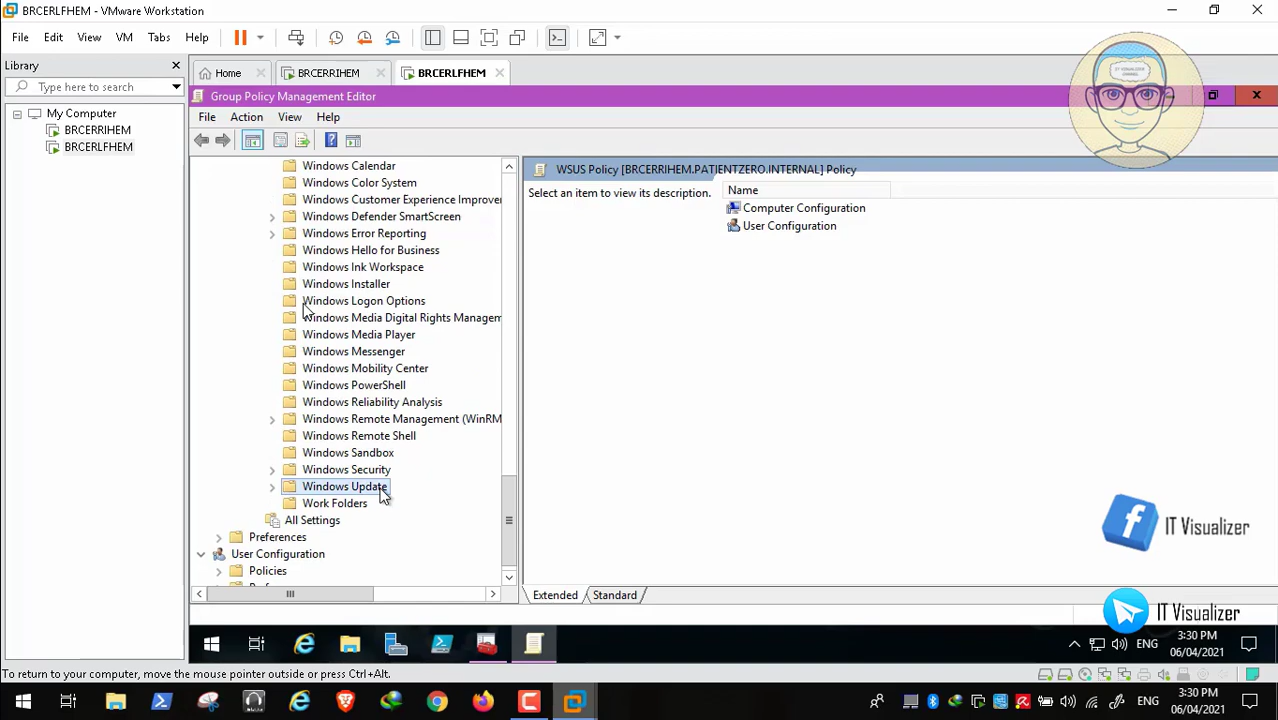 BRCERLFHEM - VMware Workstation
File Edit View VM Tabs Help
Library
Type here to search
My Computer
BRCERRIHEM
BRCERLFHEM
Home
BRCERRIHEM
BRCERLFHEM
IT VISUALIZER
CHANNEL
Group Policy Management Editor
File Action View Help
Windows Calendar
Windows Color System
Windows Customer Experience Improver
Windows Defender SmartScreen
Windows Error Reporting
Windows Hello for Business
Windows Ink Workspace
Windows Installer
Windows Logon Options
Windows Media Digital Rights Managem
Windows Media Player
Windows Messenger
Windows Mobility Center
Windows PowerShell
Windows Reliability Analysis
Windows Remote Management (WinRM
Windows Remote Shell
Windows Sandbox
Windows Security
Windows Update
Work Folders
All Settings
Preferences
User Configuration
Policies
WSUS Policy [BRCERRIHEM.PATIENTZERO.INTERNAL] Policy
Select an item to view its description.
Name
Computer Configuration
User Configuration
IT Visualizer
Extended Standard
IT Visualizer
ENG
3:30 PM
06/04/2021
To return to your computer, move the mouse pointer outside or press Ctrl+Alt.
ENG
3:30 PM
06/04/2021